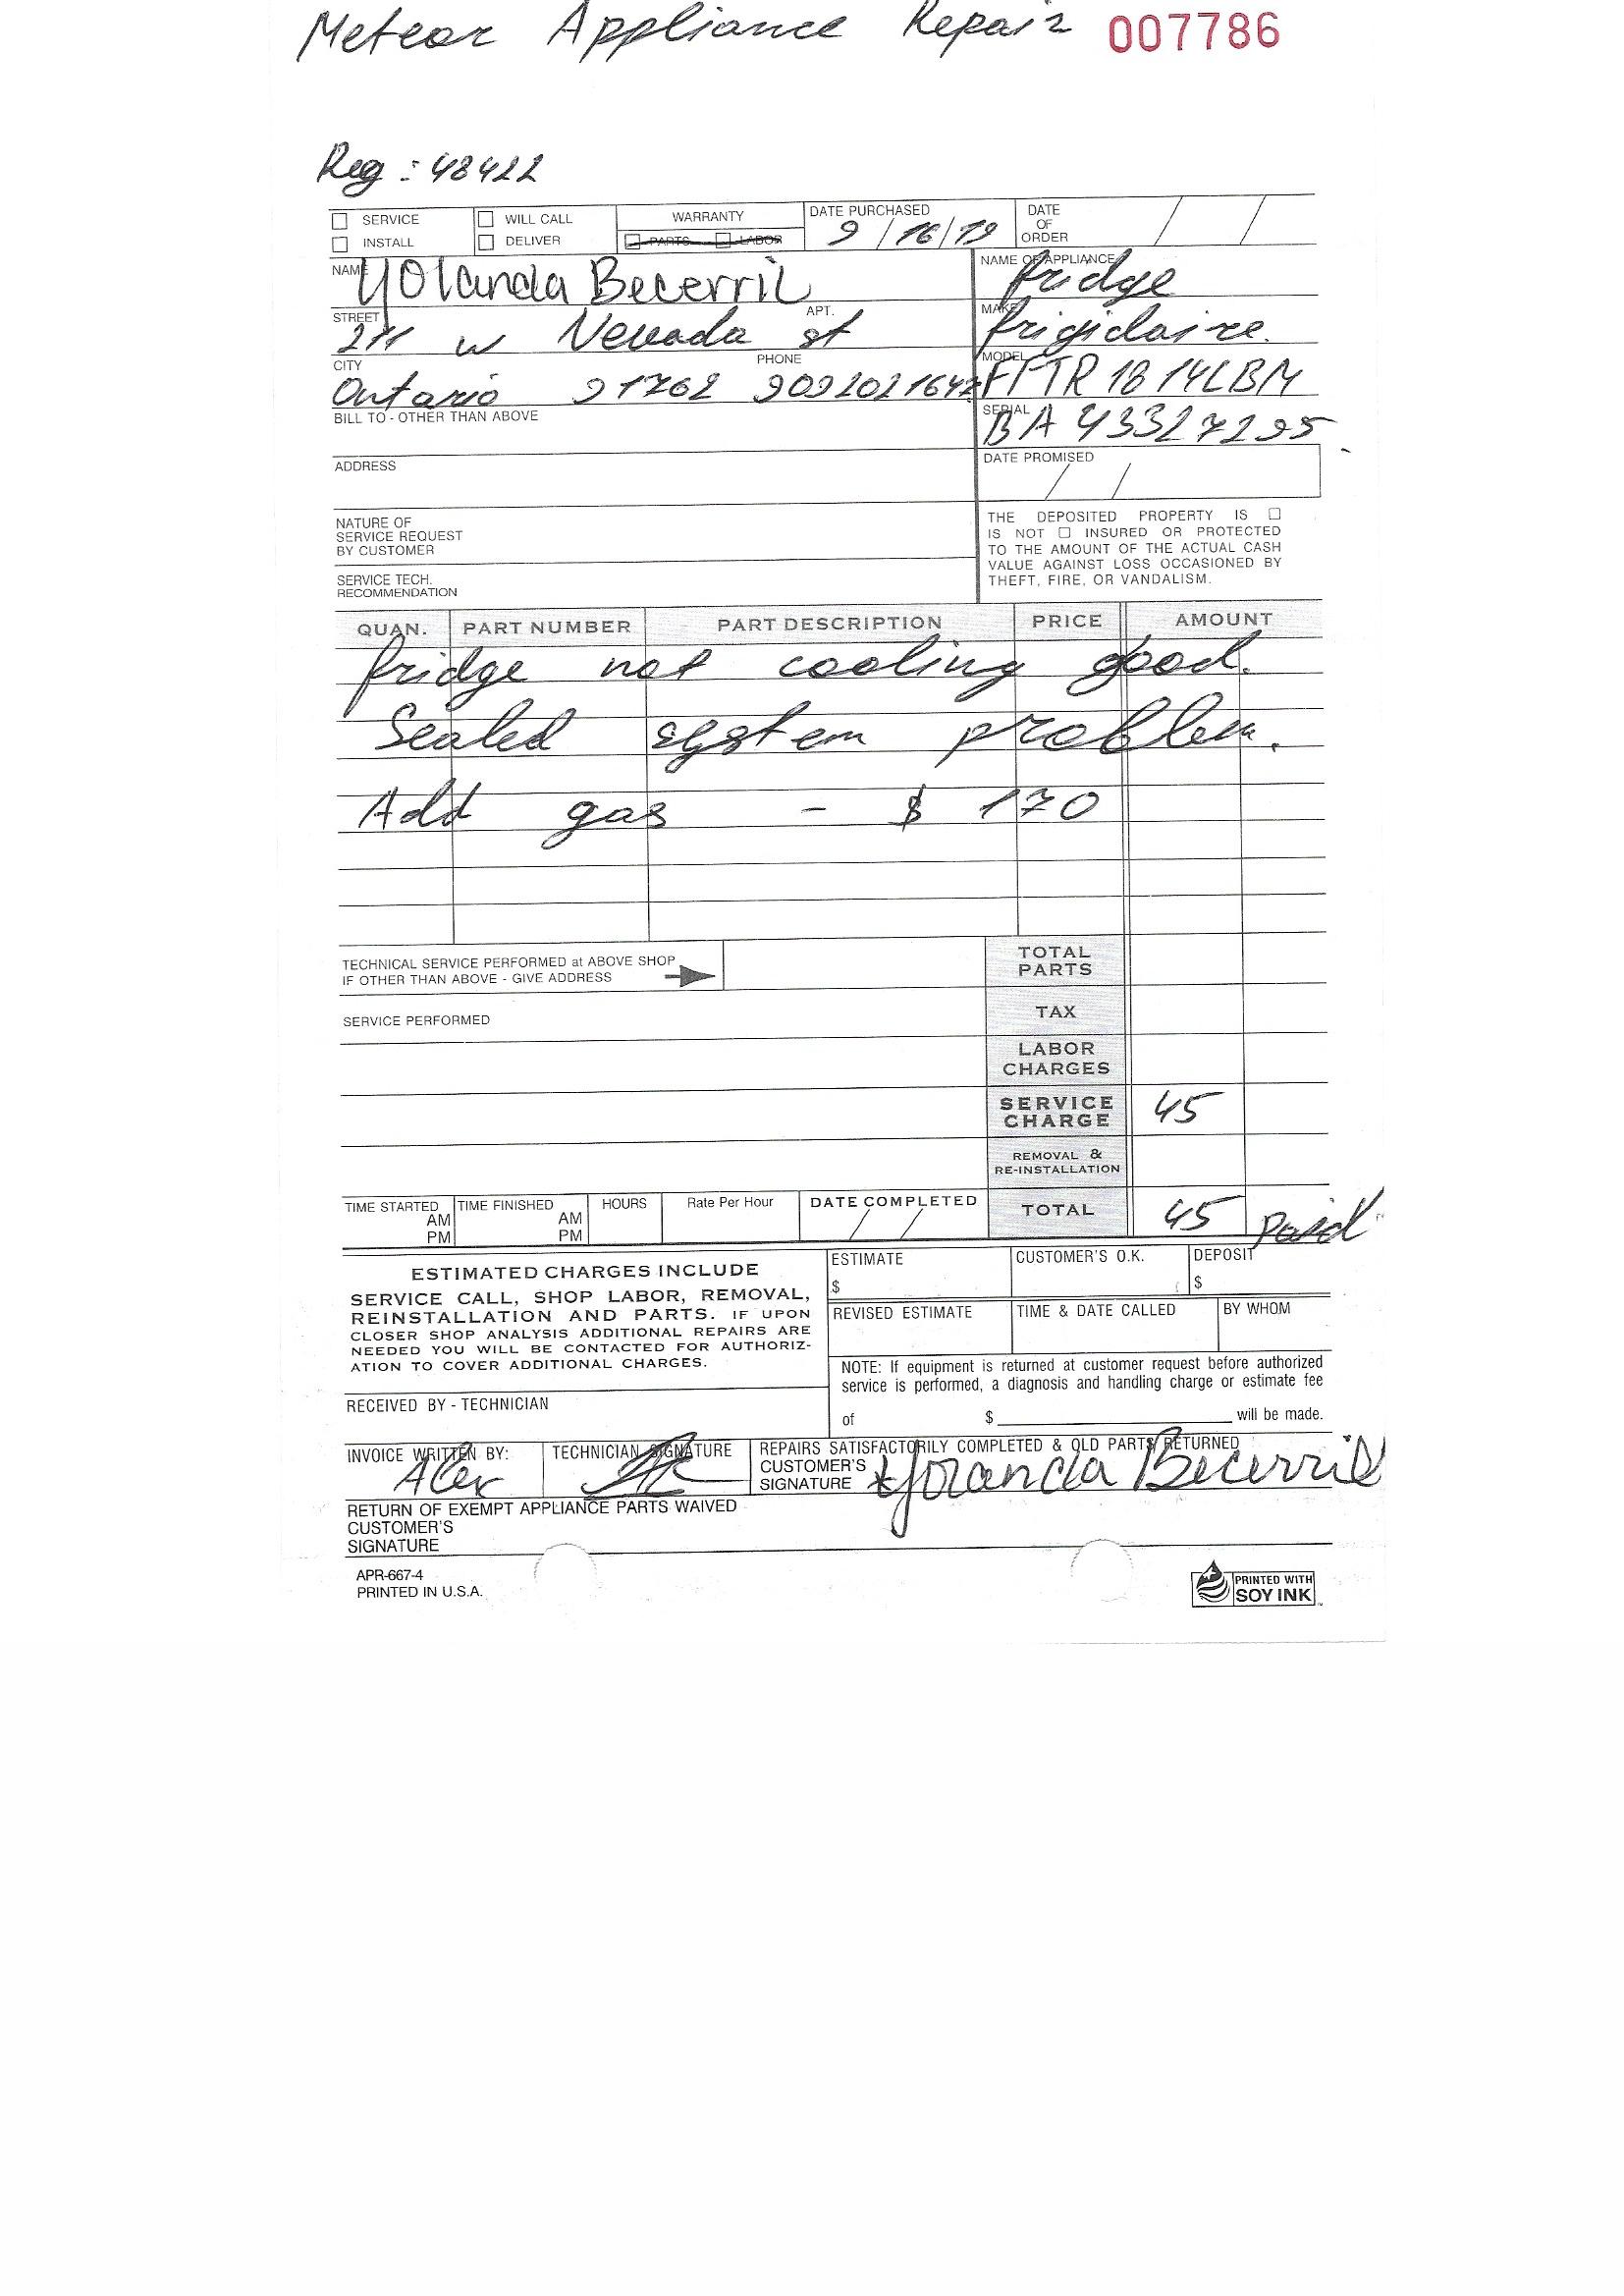 Meteor Appliance Repair 007786
Reg : 48422
SERVICE WILL CALL WARRANTY DATE PURCHASED DATE OF ORDER
INSTALL DELIVER PARTS LABOR 9/16/19
NAME Yolanda Becerril NAME OF APPLIANCE fridge
STREET 211 w Nevada st APT. MAKE frigidaire.
CITY Ontario 91762 PHONE 9092021642 MODEL FFTR1814LBM
BILL TO - OTHER THAN ABOVE SERIAL BA43327295
ADDRESS DATE PROMISED / /
NATURE OF
SERVICE REQUEST
BY CUSTOMER
SERVICE TECH.
RECOMMENDATION
THE DEPOSITED PROPERTY IS
IS NOT INSURED OR PROTECTED
TO THE AMOUNT OF THE ACTUAL CASH
VALUE AGAINST LOSS OCCASIONED BY
THEFT, FIRE, OR VANDALISM.
QUAN. PART NUMBER PART DESCRIPTION PRICE AMOUNT
fridge not cooling good.
Sealed system problem.
Add gas - $ 170
TECHNICAL SERVICE PERFORMED at ABOVE SHOP
IF OTHER THAN ABOVE - GIVE ADDRESS
TOTAL PARTS
SERVICE PERFORMED
TAX
LABOR CHARGES
SERVICE CHARGE 45
REMOVAL & RE-INSTALLATION
TIME STARTED AM PM TIME FINISHED AM PM HOURS Rate Per Hour DATE COMPLETED / / TOTAL 45 paid
ESTIMATED CHARGES INCLUDE
SERVICE CALL, SHOP LABOR, REMOVAL,
REINSTALLATION AND PARTS. IF UPON
CLOSER SHOP ANALYSIS ADDITIONAL REPAIRS ARE
NEEDED YOU WILL BE CONTACTED FOR AUTHORIZ-
ATION TO COVER ADDITIONAL CHARGES.
ESTIMATE $ CUSTOMER'S O.K. DEPOSIT $
REVISED ESTIMATE TIME & DATE CALLED BY WHOM
NOTE: If equipment is returned at customer request before authorized
service is performed, a diagnosis and handling charge or estimate fee
of $ will be made.
RECEIVED BY - TECHNICIAN
INVOICE WRITTEN BY: Alex TECHNICIAN SIGNATURE
REPAIRS SATISFACTORILY COMPLETED & OLD PARTS RETURNED
CUSTOMER'S
SIGNATURE Yolanda Becerril
RETURN OF EXEMPT APPLIANCE PARTS WAIVED
CUSTOMER'S
SIGNATURE
APR-667-4
PRINTED IN U.S.A.
PRINTED WITH
SOY INK